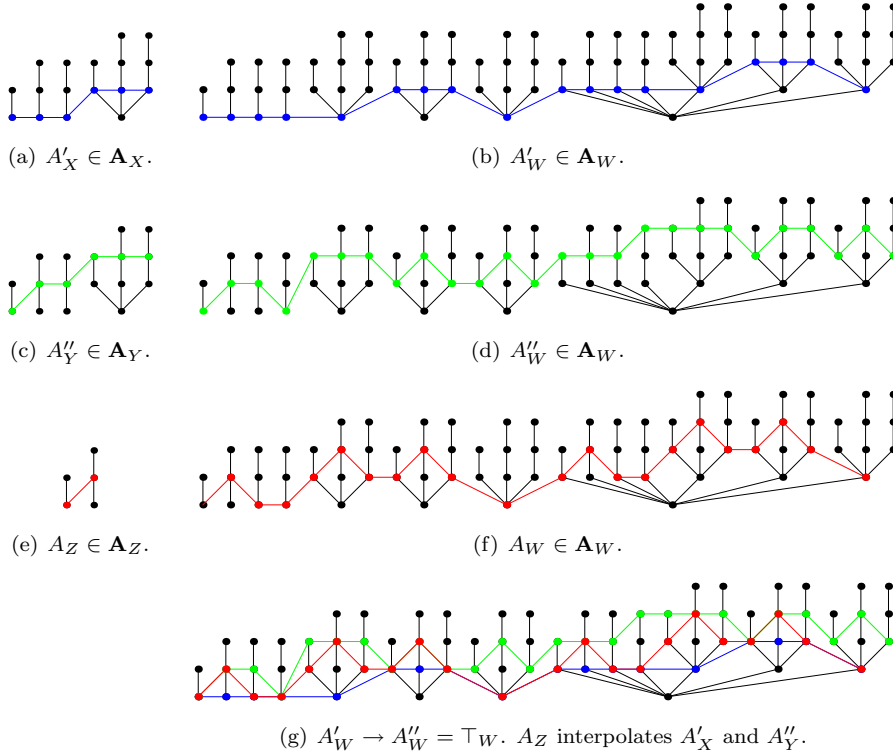 (a) A′_X ∈ 𝐀_X.
(b) A′_W ∈ 𝐀_W.
(c) A″_Y ∈ 𝐀_Y.
(d) A″_W ∈ 𝐀_W.
(e) A_Z ∈ 𝐀_Z.
(f) A_W ∈ 𝐀_W.
(g) A′_W → A″_W = ⊤_W. A_Z interpolates A′_X and A″_Y.